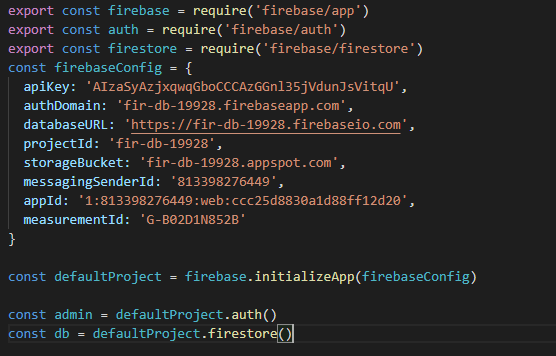 export const firebase = require('firebase/app')
export const auth = require('firebase/auth')
export const firestore = require('firebase/firestore')
const firebaseConfig = {
apiKey: 'AIzaSyAzjxqwqGboCCCAzGGnl35jVdunJsVitqU',
authDomain: 'fir-db-19928.firebaseapp.com',
databaseURL: 'https://fir-db-19928.firebaseio.com',
projectId: 'fir-db-19928',
storageBucket: 'fir-db-19928.appspot.com',
messagingSenderId: '813398276449',
appId: '1:813398276449:web:ccc25d8830a1d88ff12d20',
measurementId: 'G-B02D1N852B'
}
const defaultProject = firebase.initializeApp(firebaseConfig)
const admin = defaultProject.auth()
const db = defaultProject.firestore()